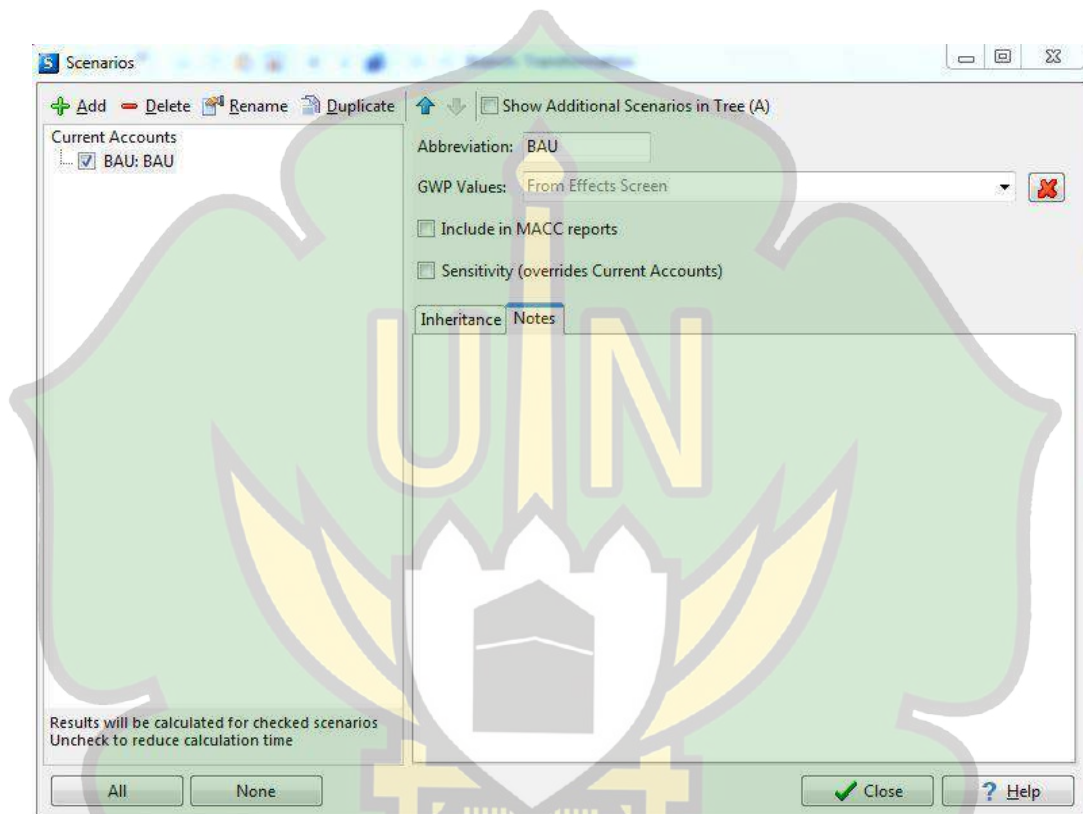 Scenarios
Add Delete Rename Duplicate Show Additional Scenarios in Tree (A)
Current Accounts
BAU: BAU
Abbreviation: BAU
GWP Values: From Effects Screen
Include in MACC reports
Sensitivity (overrides Current Accounts)
Inheritance Notes
UIN
Results will be calculated for checked scenarios
Uncheck to reduce calculation time
All None Close ? Help